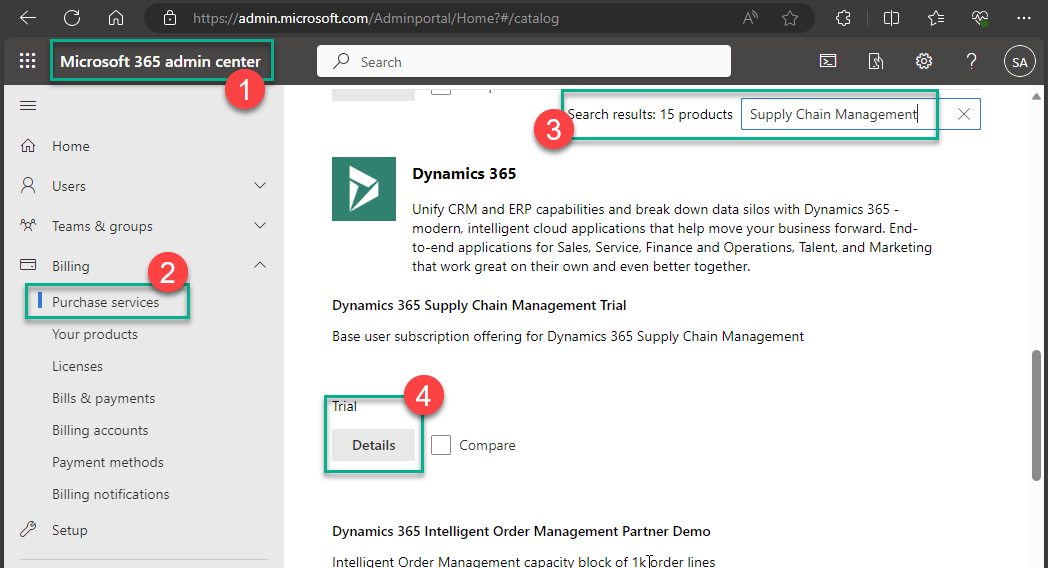 https://admin.microsoft.com/Adminportal/Home?#/catalog
Microsoft 365 admin center
Search
SA
1
Search results: 15 products
Supply Chain Management
3
Home
Users
Teams & groups
Billing
2
Purchase services
Your products
Licenses
Bills & payments
Billing accounts
Payment methods
Billing notifications
Setup
Dynamics 365
Unify CRM and ERP capabilities and break down data silos with Dynamics 365 -
modern, intelligent cloud applications that help move your business forward. End-
to-end applications for Sales, Service, Finance and Operations, Talent, and Marketing
that work great on their own and even better together.
Dynamics 365 Supply Chain Management Trial
Base user subscription offering for Dynamics 365 Supply Chain Management
4
Trial
Details
Compare
Dynamics 365 Intelligent Order Management Partner Demo
Intelligent Order Management capacity block of 1k order lines